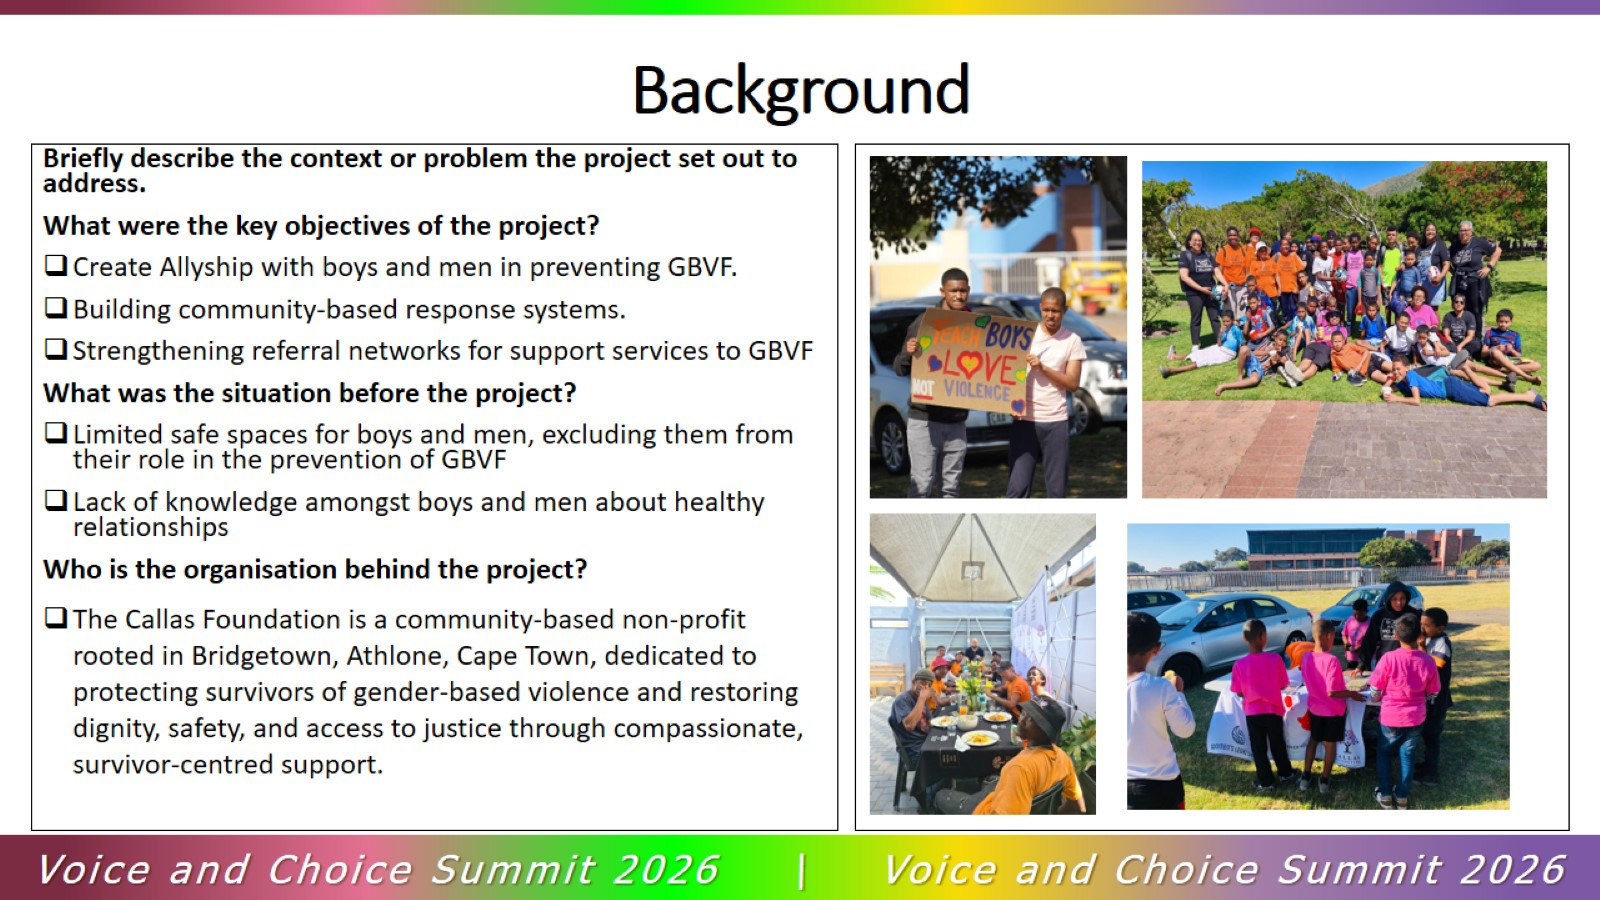 Background
Briefly describe the context or problem the project set out to
address.
What were the key objectives of the project?
❑ Create Allyship with boys and men in preventing GBVF.
❑ Building community-based response systems.
❑ Strengthening referral networks for support services to GBVF
What was the situation before the project?
❑ Limited safe spaces for boys and men, excluding them from
their role in the prevention of GBVF
❑ Lack of knowledge amongst boys and men about healthy
relationships
Who is the organisation behind the project?
❑ The Callas Foundation is a community-based non-profit
rooted in Bridgetown, Athlone, Cape Town, dedicated to
protecting survivors of gender-based violence and restoring
dignity, safety, and access to justice through compassionate,
survivor-centred support.
TEACH BOYS
LOVE
NOT VIOLENCE
Voice and Choice Summit 2026 | Voice and Choice Summit 2026